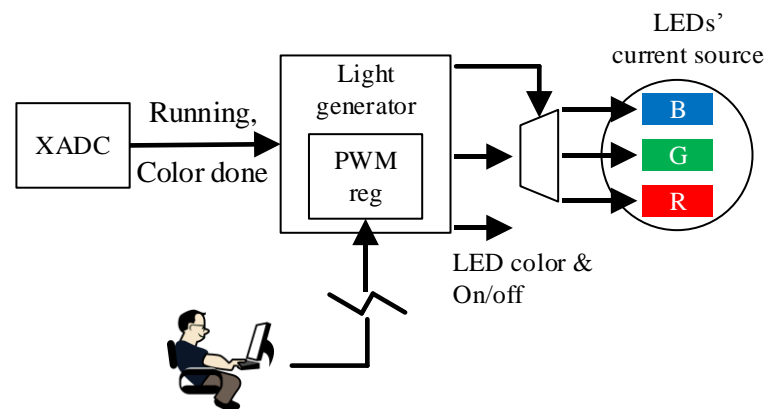 LEDs’
current source
Light
generator
Running,
XADC
Color done
PWM
reg
B
G
R
LED color &
On/off